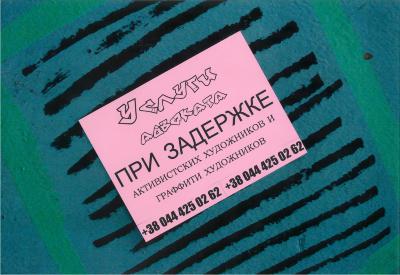 Услуги
адвоката
ПРИ ЗАДЕРЖКЕ
АКТИВИСТСКИХ ХУДОЖНИКОВ И
ГРАФФИТИ ХУДОЖНИКОВ
+38 044 425 02 62 +38 044 425 02 62